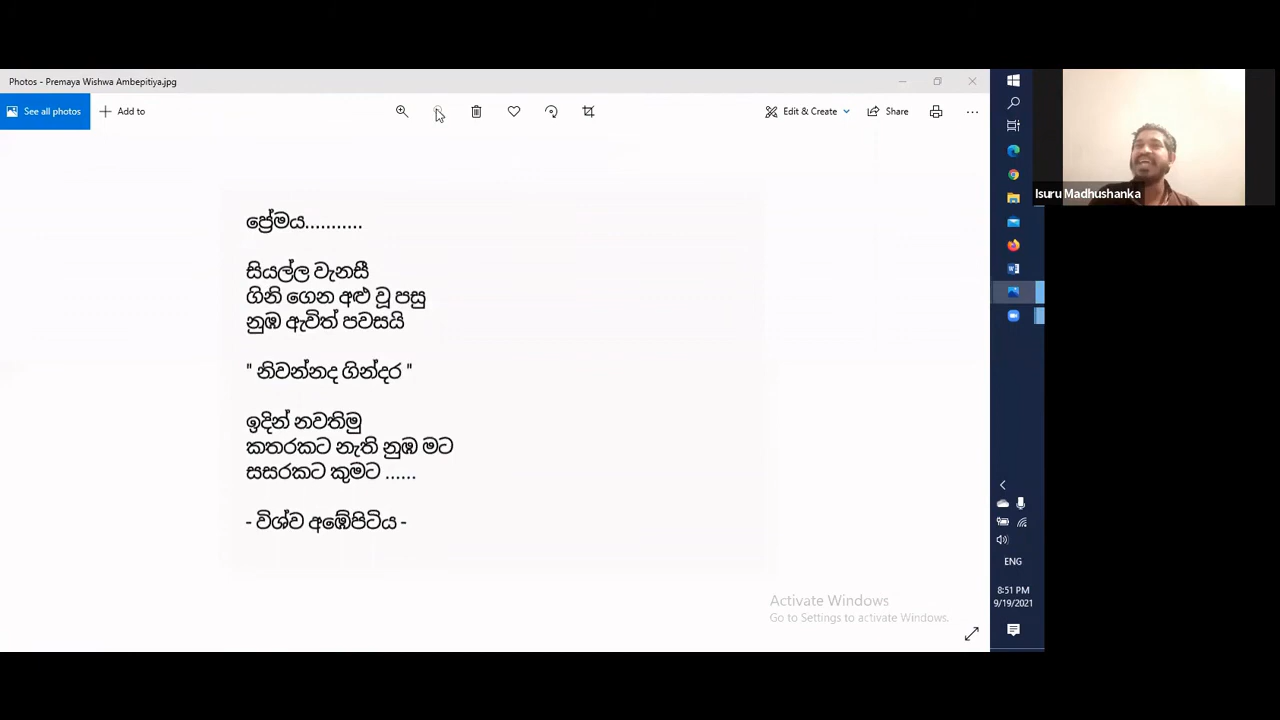 Photos - Premaya Wishwa Ambepitiya.jpg
See all photos
Add to
Edit & Create
Share
ප්‍රේමය...........
සියල්ල වැනසී
ගිනි ගෙන අළු වූ පසු
නුඹ ඇවිත් පවසයි
" නිවන්නද ගින්දර "
ඉදින් නවතිමු
කතරකට නැති නුඹ මට
සසරකට කුමට ......
- විශ්ව අඹේපිටිය -
Activate Windows
Go to Settings to activate Windows.
Isuru Madhushanka
ENG
8:51 PM
9/19/2021